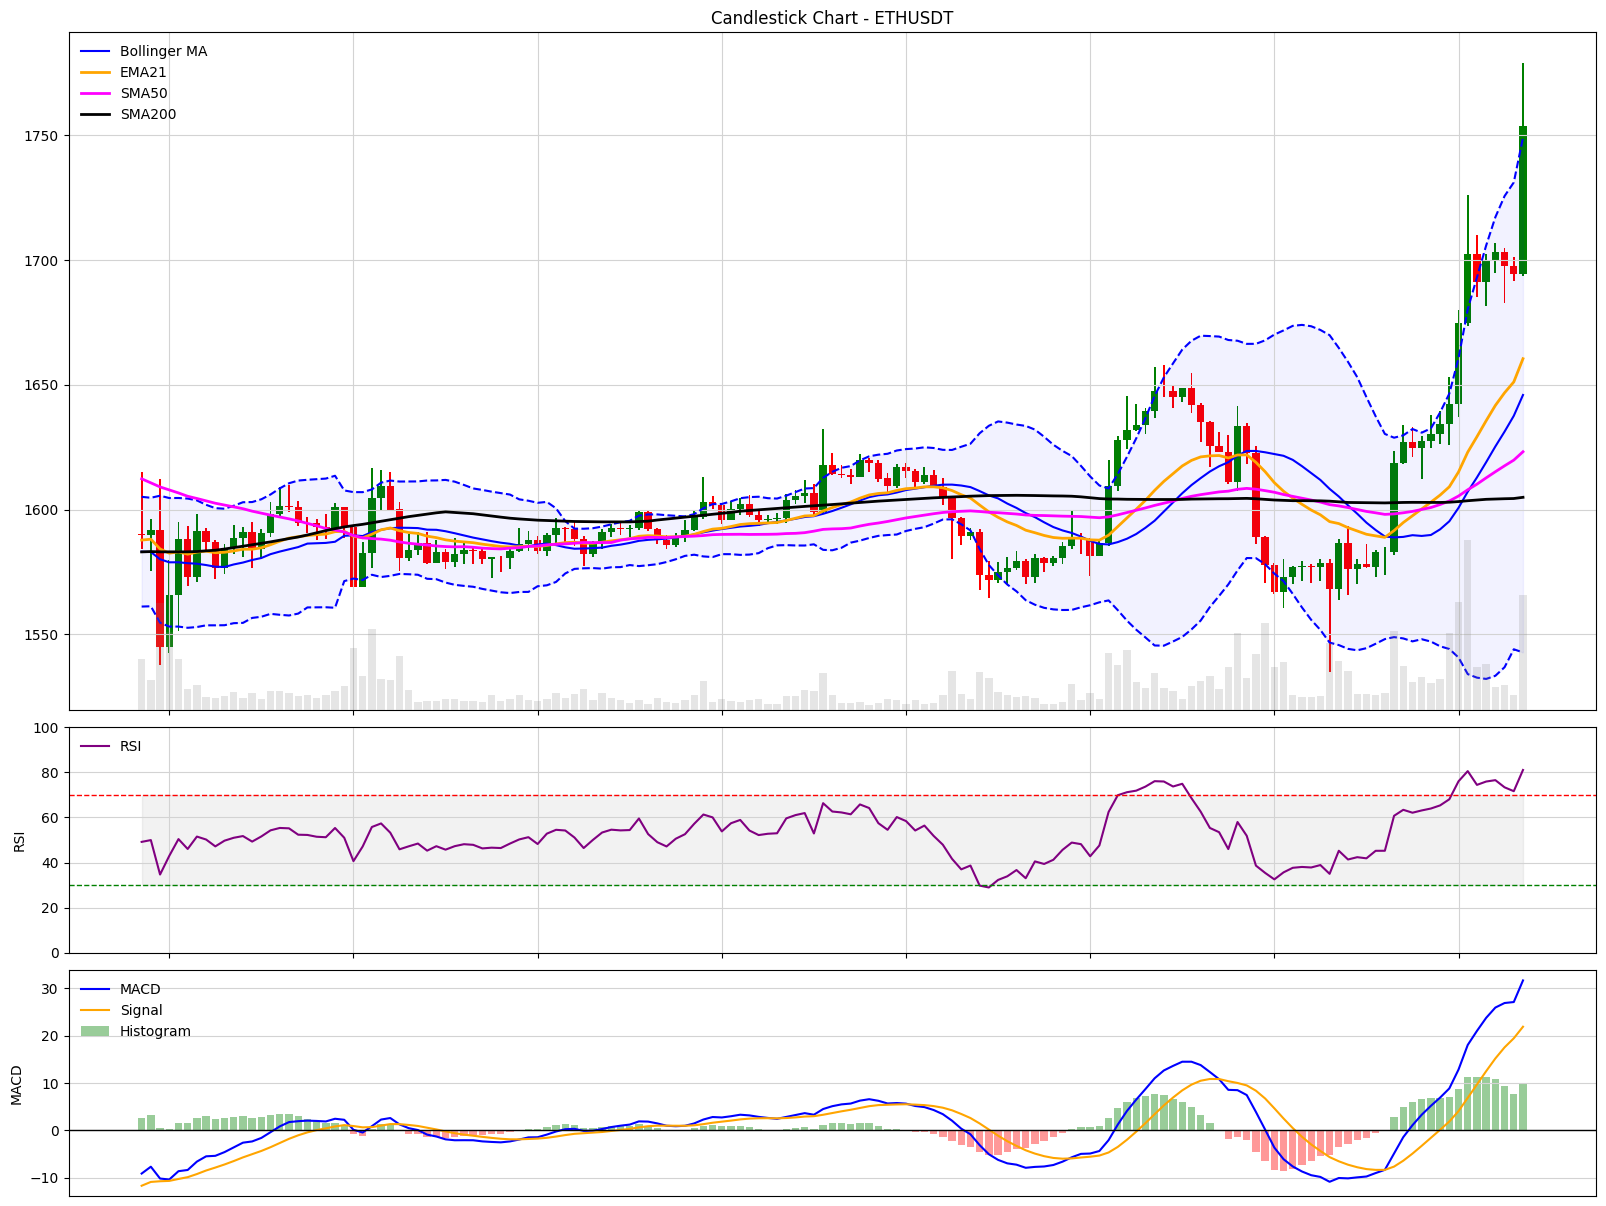 Candlestick Chart - ETHUSDT
Bollinger MA
EMA21
SMA50
SMA200
1750
1700
1650
1600
1550
RSI
100
80
60
40
20
0
RSI
MACD
Signal
Histogram
30
20
10
0
−10
MACD